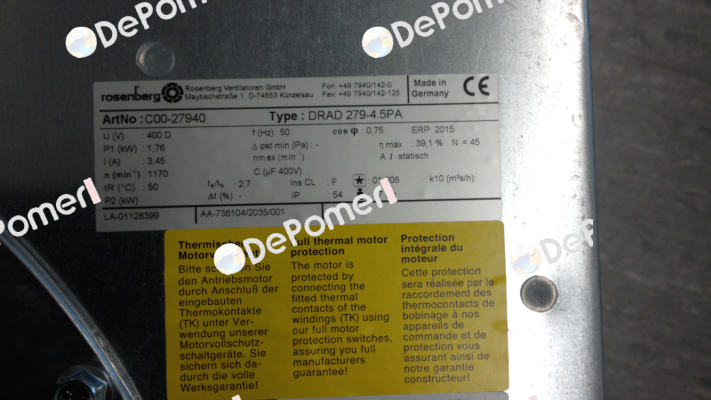 DePomerl
DePomerl
rosenberg
Rosenberg Ventilatoren GmbH
Maybachstraße 1 D-74653 Künzelsau
Fon: +49 7940/142-0
Fax: +49 7940/142-125
Made in
Germany
CE
ArtNo : C00-27940 Type : DRAD 279-4.5PA
U (V) : 400 D f (Hz) : 50 cos φ : 0,75 ERP: 2015
P1 (kW) : 1,76 Δ pst min (Pa) : - η max : 39,1% N = 45
I (A) : 3,45 n max (min⁻¹) A / statisch
n (min⁻¹) : 1170 C (µF 400V)
tR (°C) : 50 2,7 Ins CL : F k10 (m²s/h) :
P2 (kW) ΔI (%): - IP 54
LA-01128399 AA-736104/2035/001
DePomerl
DePomerl
DePomerl
DePomerl
Bitte Sie
den Antriebsmotor
durch Anschluß der
eingebauten
Thermokontakte
(TK) unter Ver-
wendung unserer
Motorvollschutz-
schaltgeräte. Sie
sichern sich da-
durch die volle
Werksgarantie!
full thermal motor
protection
The motor is
protected by
connecting the
fitted thermal
contacts of the
windings (TK) using
our full motor
protection switches,
assuring you full
manufacturers
guarantee!
Protection
intégrale du
moteur
Cette protection
sera réalisée par le
raccordement des
thermocontacts de
bobinage à nos
appareils de
commande et de
protection vous
assurant ainsi de
notre garantie
constructeur!